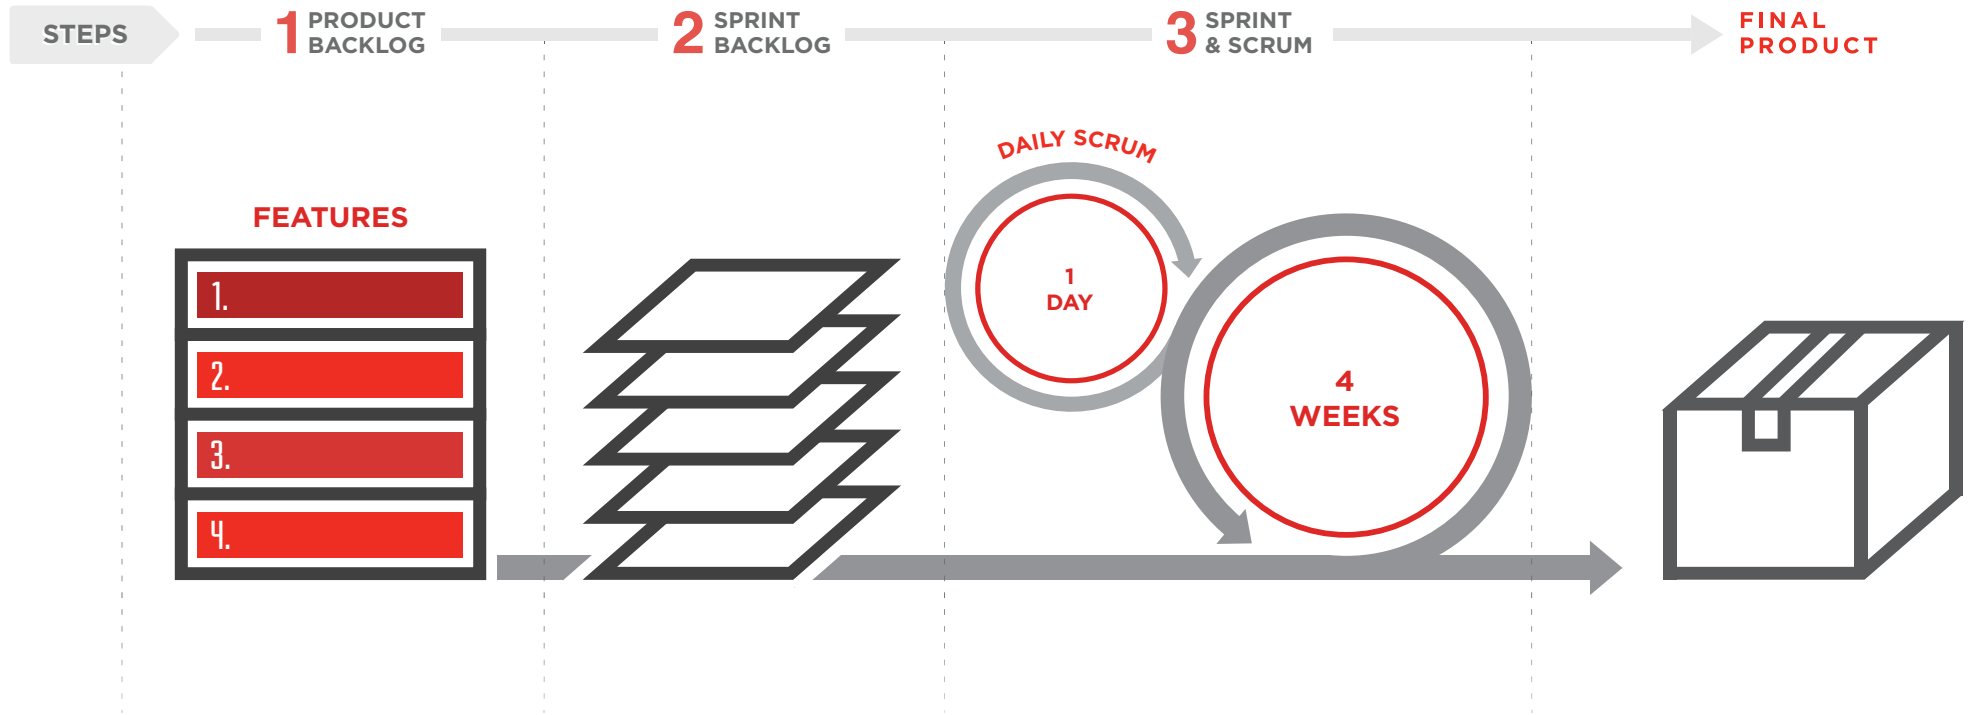 STEPS
1 PRODUCT
BACKLOG
2 SPRINT
BACKLOG
3 SPRINT
& SCRUM
FINAL
PRODUCT
FEATURES
1.
2.
3.
4.
DAILY SCRUM
1
DAY
4
WEEKS